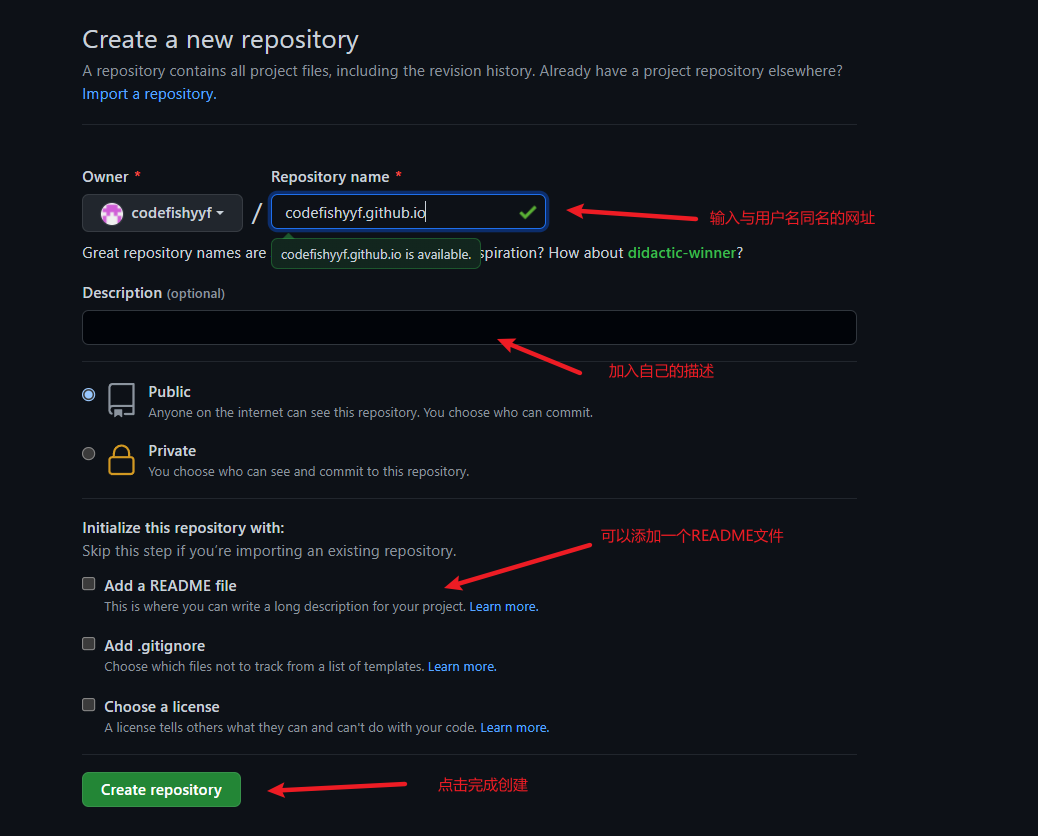 Create a new repository
A repository contains all project files, including the revision history. Already have a project repository elsewhere?
Import a repository.
Owner *
Repository name *
codefishyyf
/
codefishyyf.github.io
输入与用户名同名的网址
Great repository names are
codefishyyf.github.io is available.
spiration? How about didactic-winner?
Description (optional)
加入自己的描述
Public
Anyone on the internet can see this repository. You choose who can commit.
Private
You choose who can see and commit to this repository.
Initialize this repository with:
Skip this step if you’re importing an existing repository.
可以添加一个README文件
Add a README file
This is where you can write a long description for your project. Learn more.
Add .gitignore
Choose which files not to track from a list of templates. Learn more.
Choose a license
A license tells others what they can and can't do with your code. Learn more.
Create repository
点击完成创建